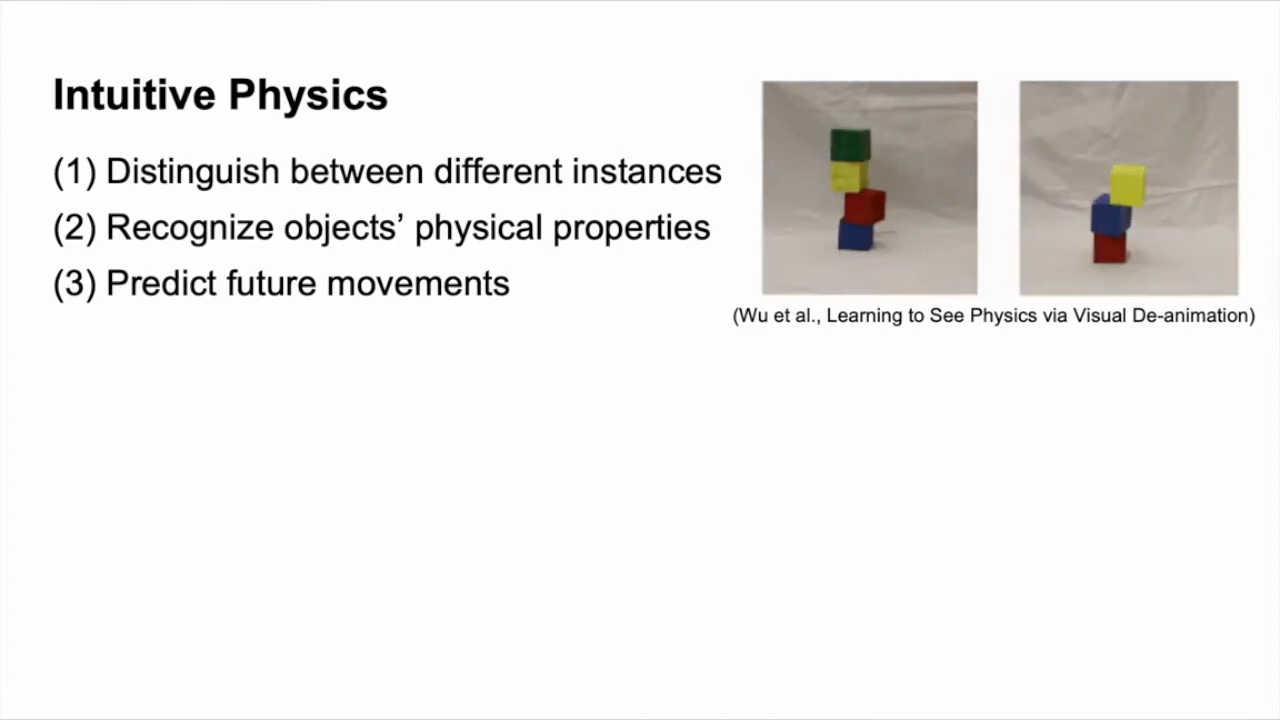 Intuitive Physics
(1) Distinguish between different instances
(2) Recognize objects’ physical properties
(3) Predict future movements
(Wu et al., Learning to See Physics via Visual De-animation)